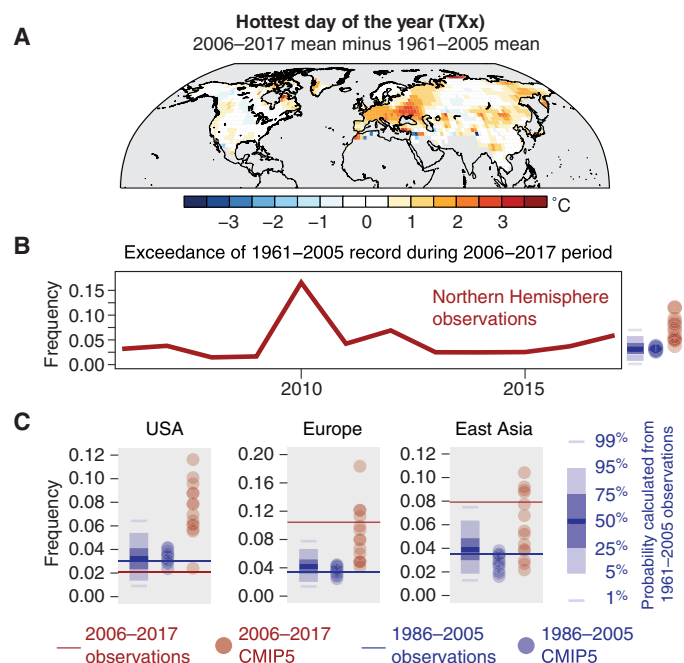 Hottest day of the year (TXx)
A
2006–2017 mean minus 1961–2005 mean
°C
−3 −2 −1 0 1 2 3
B
Exceedance of 1961–2005 record during 2006–2017 period
Frequency
0.15
0.10
0.05
0.00
Northern Hemisphere
observations
2010 2015
C
USA
Europe
East Asia
Frequency
0.12
0.10
0.08
0.06
0.04
0.02
0.00
0.20
0.16
0.12
0.08
0.04
0.00
0.12
0.10
0.08
0.06
0.04
0.02
0.00
99%
95%
75%
50%
25%
5%
1%
Probability calculated from
1961–2005 observations
2006–2017
observations
2006–2017
CMIP5
1986–2005
observations
1986–2005
CMIP5